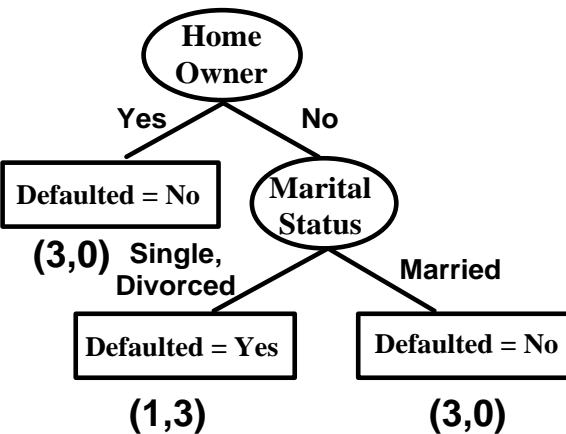 Home
Owner
Yes
No
Defaulted = No
Marital
Status
(3,0)
Single,
Divorced
Married
Defaulted = Yes
Defaulted = No
(1,3)
(3,0)